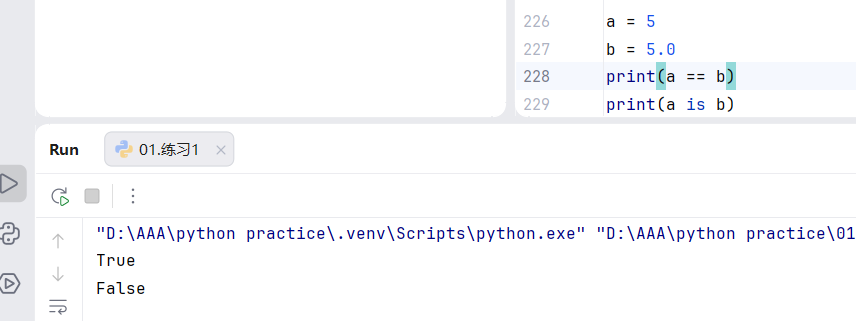 226 a = 5
227 b = 5.0
228 print(a == b)
229 print(a is b)
Run 01.练习1
"D:\AAA\python practice\.venv\Scripts\python.exe" "D:\AAA\python practice\01
True
False